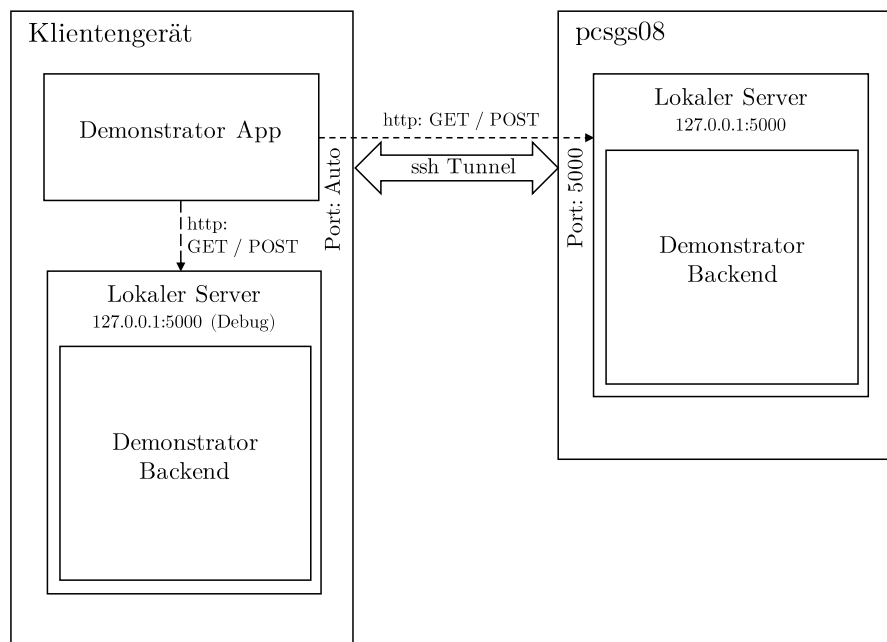 Klientengerät
Demonstrator App
http:
GET / POST
Lokaler Server
127.0.0.1:5000 (Debug)
Demonstrator
Backend
Port: Auto
http: GET / POST
ssh Tunnel
Port: 5000
pcsgs08
Lokaler Server
127.0.0.1:5000
Demonstrator
Backend